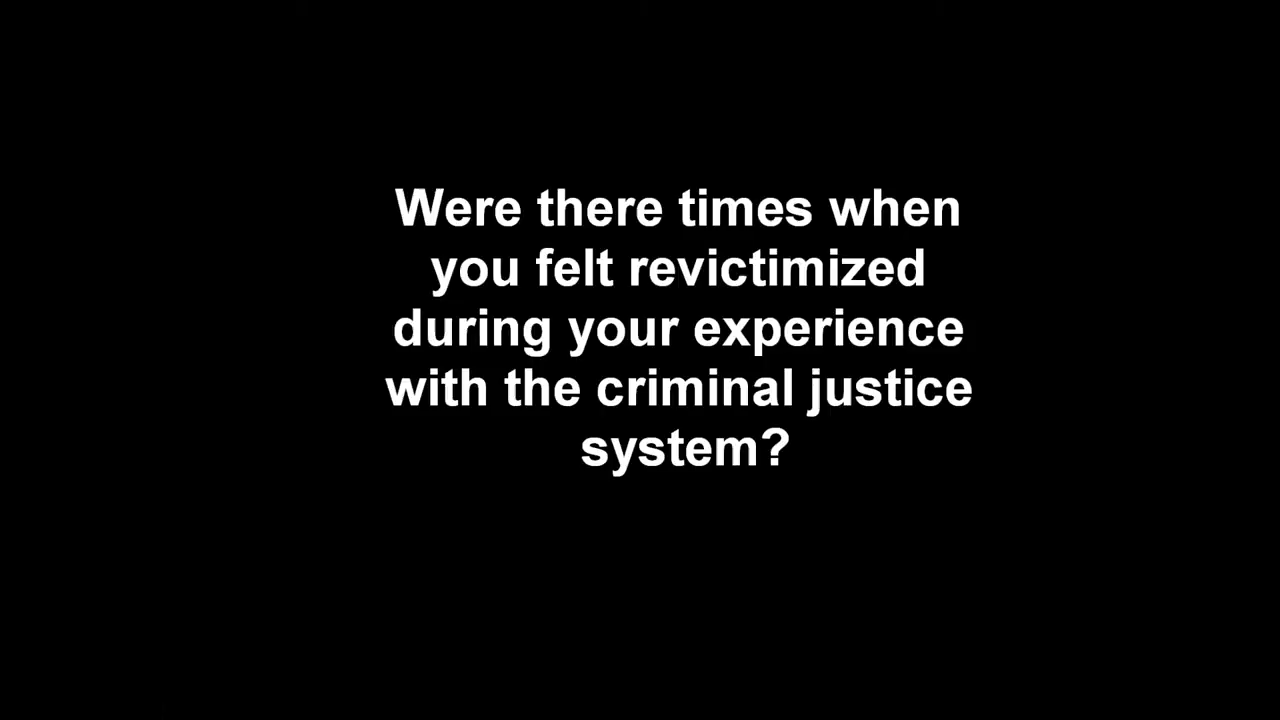 Were there times when
you felt revictimized
during your experience
with the criminal justice
system?